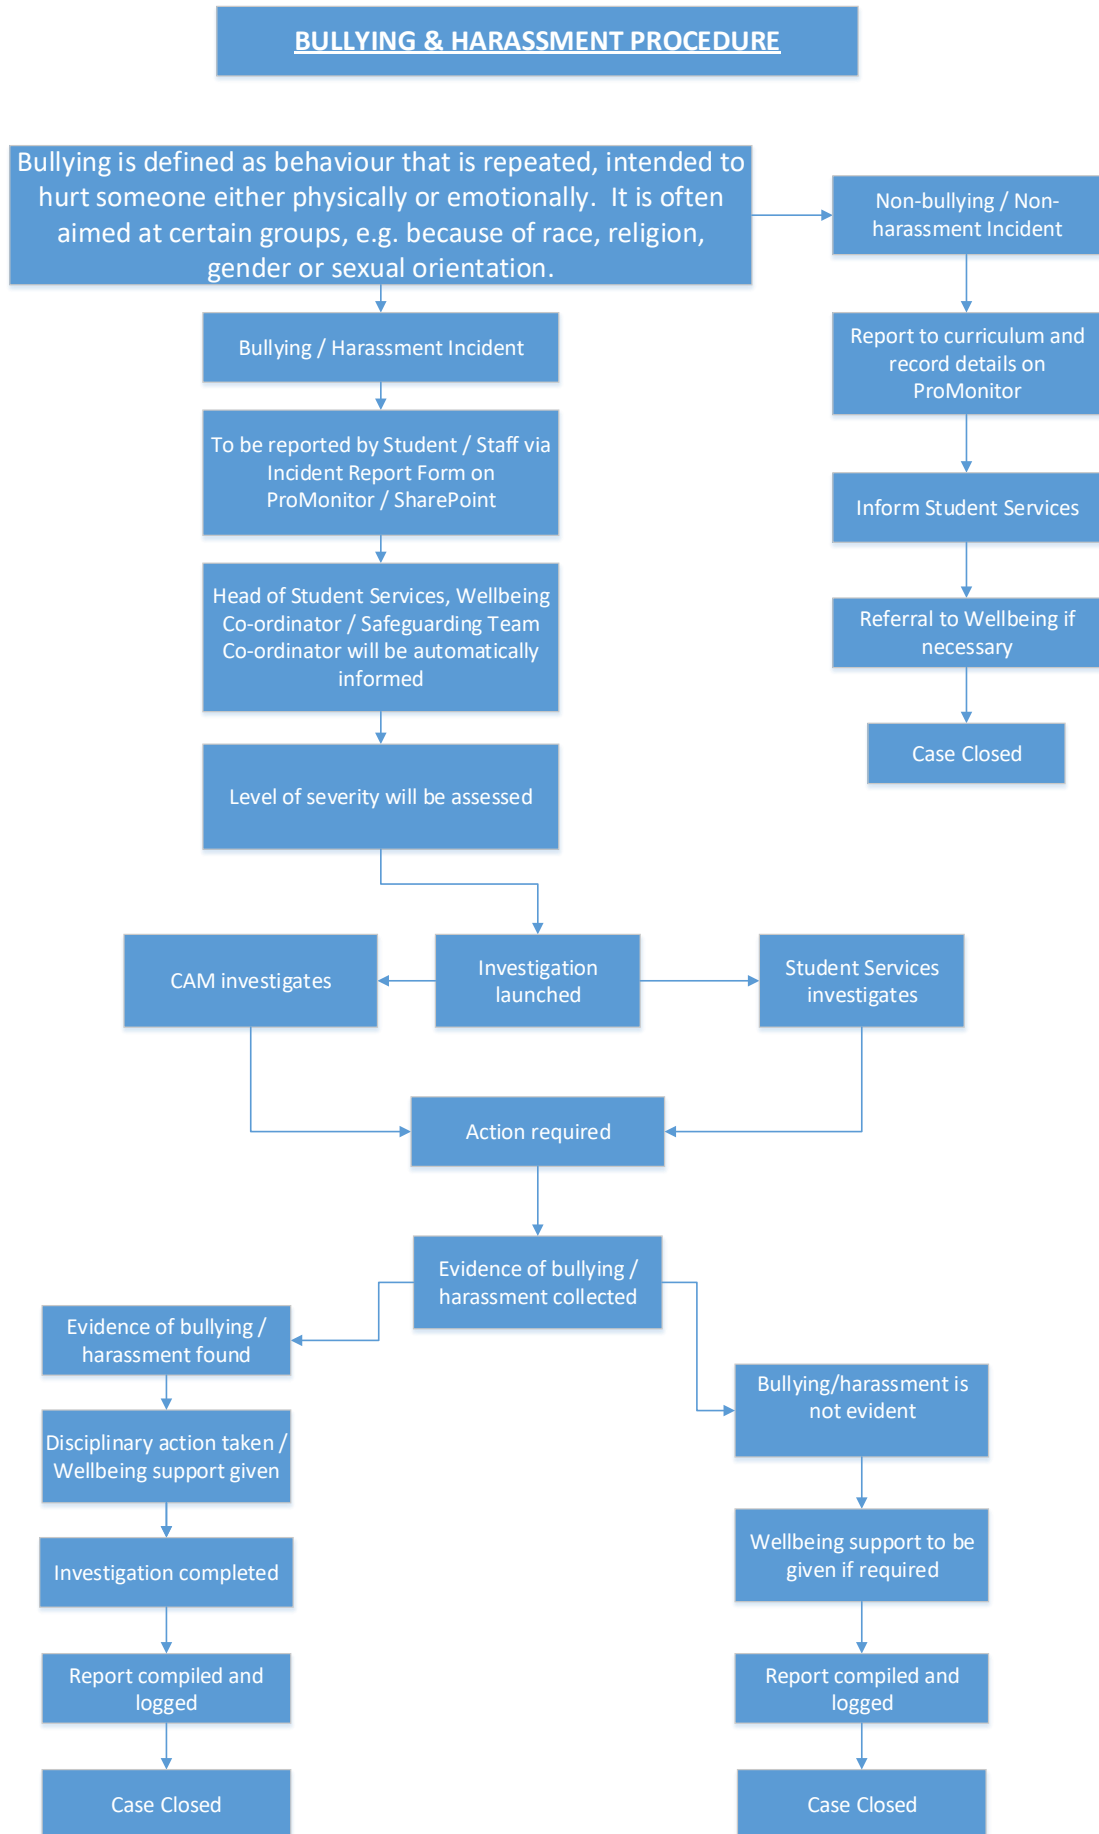 BULLYING & HARASSMENT PROCEDURE
Bullying is defined as behaviour that is repeated, intended to
hurt someone either physically or emotionally.  It is often
aimed at certain groups, e.g. because of race, religion,
gender or sexual orientation.
Non-bullying / Non-
harassment Incident
Bullying / Harassment Incident
Report to curriculum and
record details on
ProMonitor
To be reported by Student / Staff via
Incident Report Form on
ProMonitor / SharePoint
Inform Student Services
Head of Student Services, Wellbeing
Co-ordinator / Safeguarding Team
Co-ordinator will be automatically
informed
Referral to Wellbeing if
necessary
Case Closed
Level of severity will be assessed
CAM investigates
Investigation
launched
Student Services
investigates
Action required
Evidence of bullying /
harassment collected
Evidence of bullying /
harassment found
Disciplinary action taken /
Wellbeing support given
Investigation completed
Report compiled and
logged
Case Closed
Bullying/harassment is
not evident
Wellbeing support to be
given if required
Report compiled and
logged
Case Closed